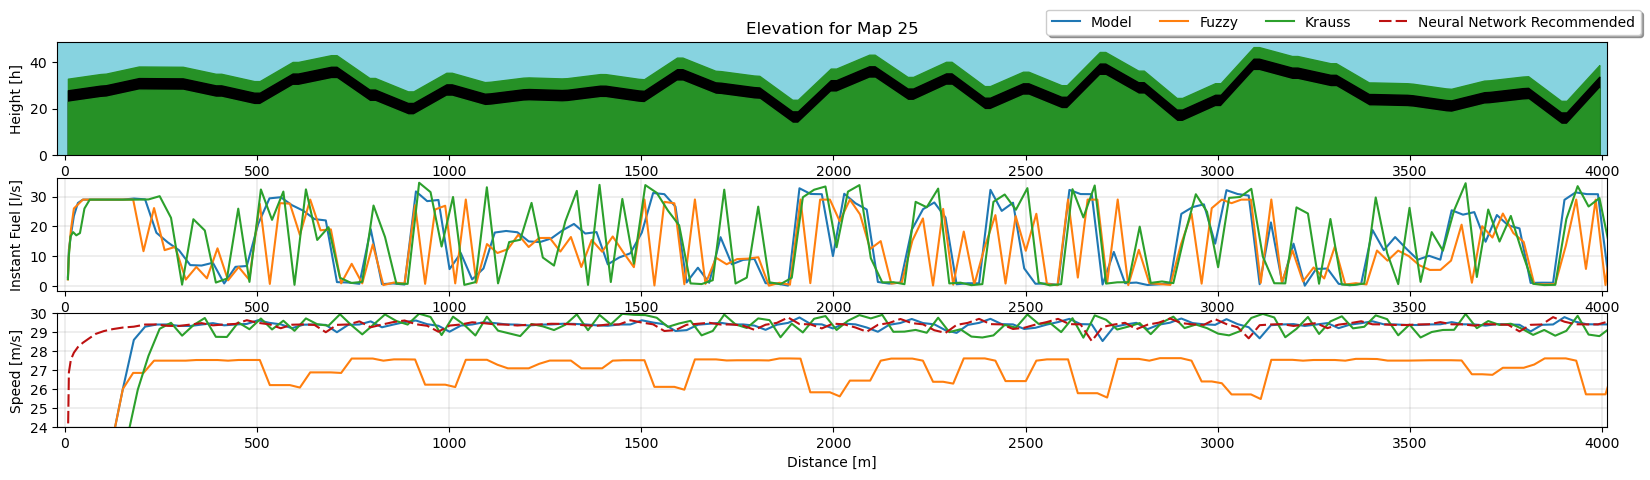 Elevation for Map 25
Model Fuzzy Krauss Neural Network Recommended
Height [h]
40
20
0
0 500 1000 1500 2000 2500 3000 3500 4000
Instant Fuel [l/s]
30
20
10
0
0 500 1000 1500 2000 2500 3000 3500 4000
Speed [m/s]
30
29
28
27
26
25
24
0 500 1000 1500 2000 2500 3000 3500 4000
Distance [m]